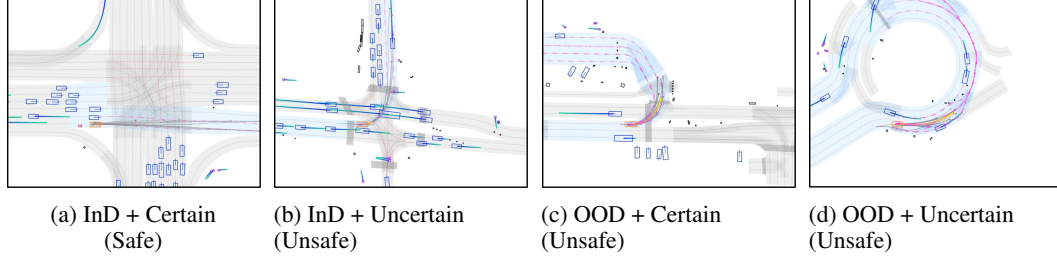 (a) InD + Certain
(Safe)
(b) InD + Uncertain
(Unsafe)
(c) OOD + Certain
(Unsafe)
(d) OOD + Uncertain
(Unsafe)